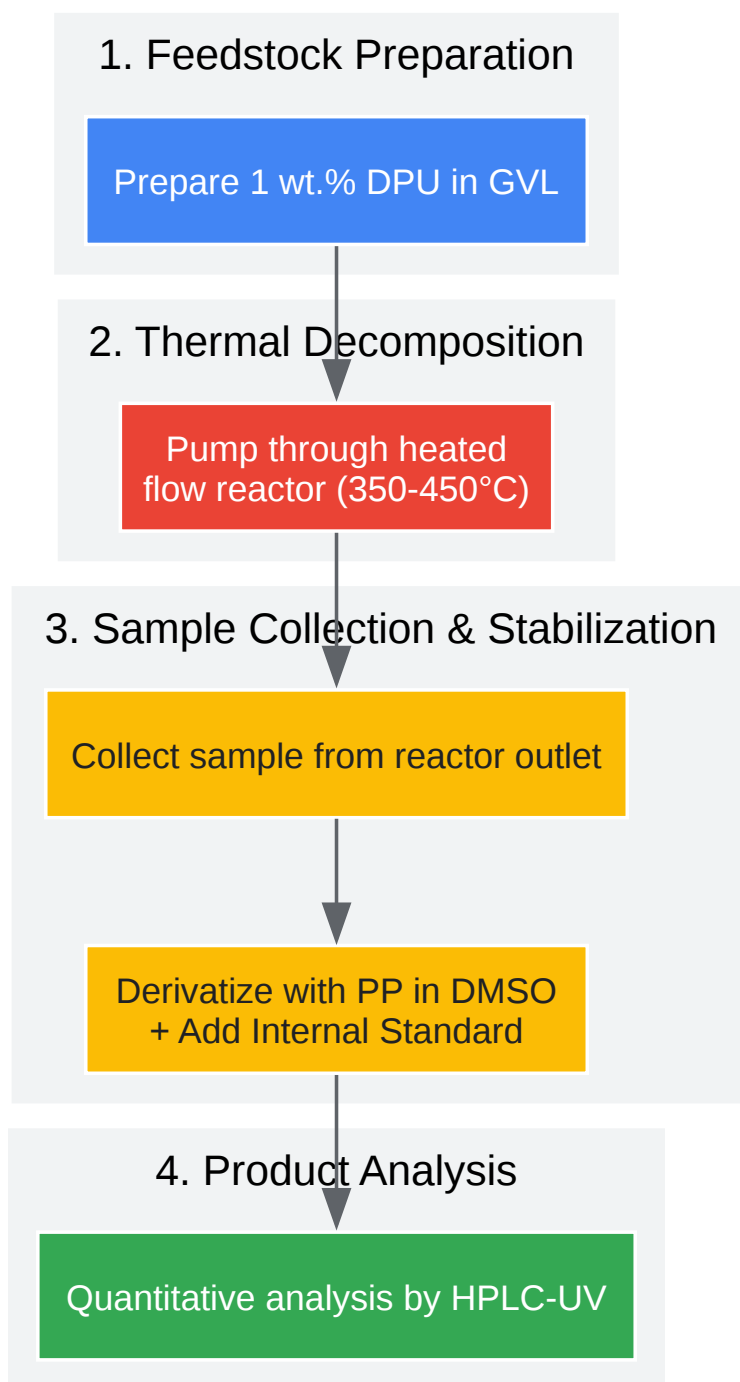 1. Feedstock Preparation
Prepare 1 wt.% DPU in GVL
2. Thermal Decomposition
Pump through heated
flow reactor (350-450°C)
3. Sample Collection & Stabilization
Collect sample from reactor outlet
Derivatize with PP in DMSO
+ Add Internal Standard
4. Product Analysis
Quantitative analysis by HPLC-UV